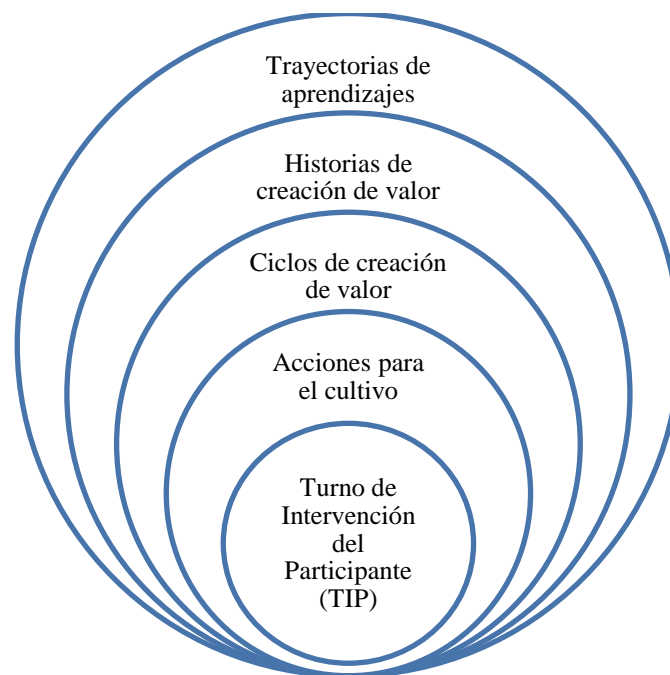 Trayectorias de
aprendizajes
Historias de
creación de valor
Ciclos de creación
de valor
Acciones para
el cultivo
Turno de
Intervención
del
Participante
(TIP)